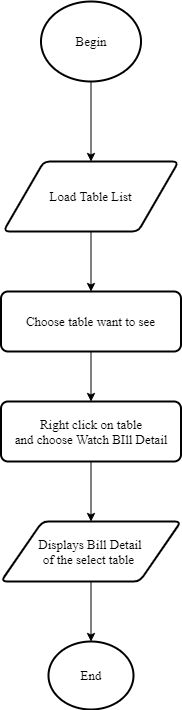 Begin
Load Table List
Choose table want to see
Right click on table
and choose Watch BIll Detail
Displays Bill Detail
of the select table
End